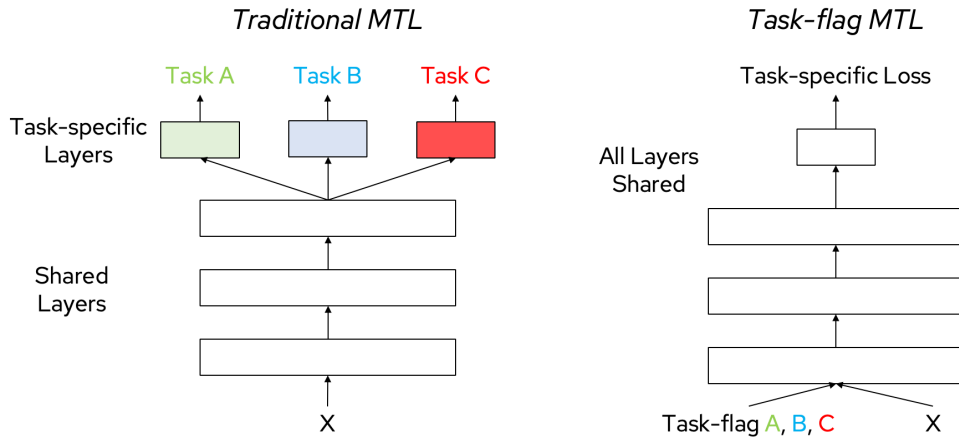 Traditional MTL
Task A
Task B
Task C
Task-specific
Layers
Shared
Layers
X
Task-flag MTL
Task-specific Loss
All Layers
Shared
Task-flag A, B, C
X